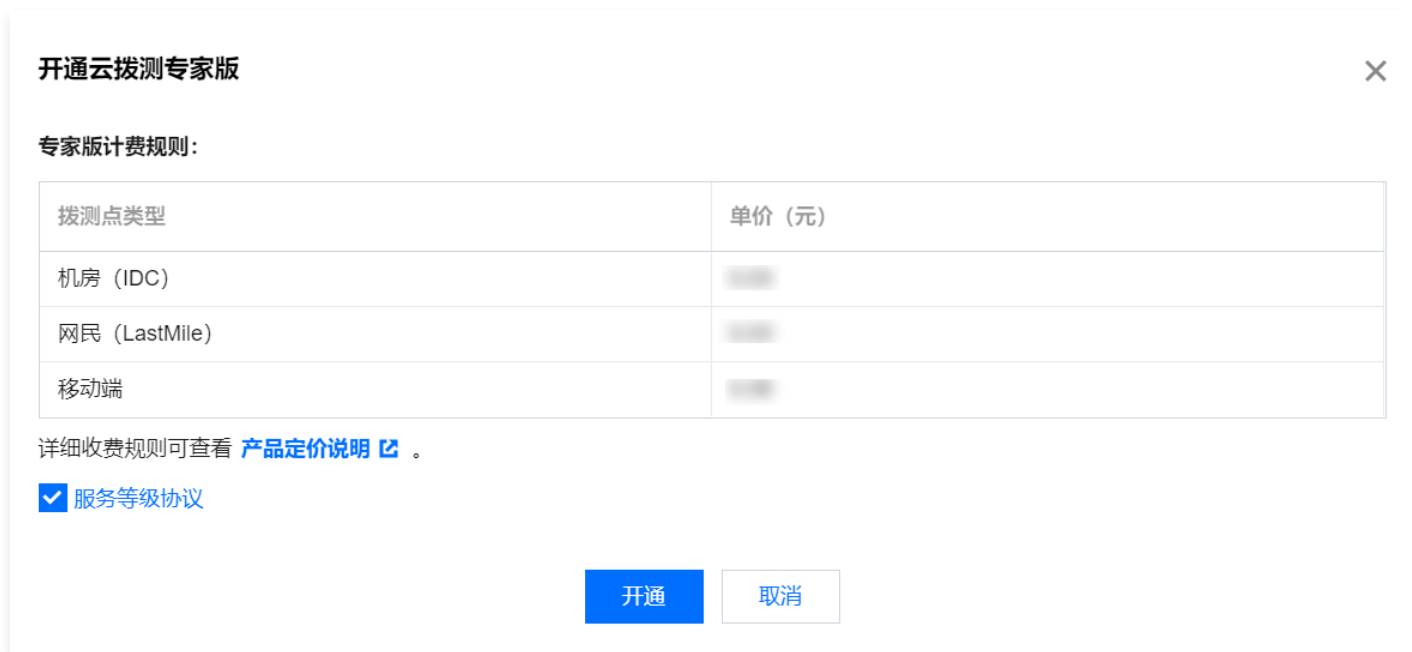 开通云拨测专家版
专家版计费规则：
拨测点类型
单价（元）
机房（IDC）
网民（LastMile）
移动端
详细收费规则可查看 产品定价说明 。
服务等级协议
开通
取消